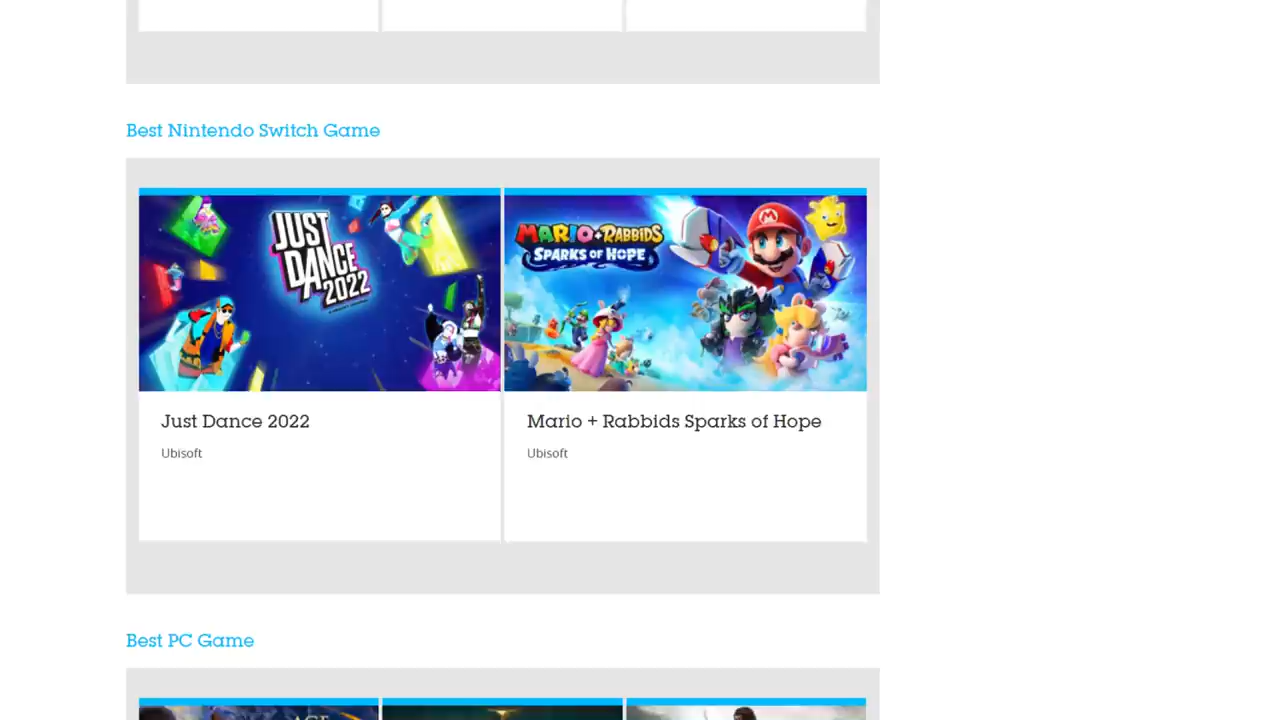 Best Nintendo Switch Game
JUST
DANCE
2022
MARIO + RABBIDS
SPARKS OF HOPE
Just Dance 2022
Mario + Rabbids Sparks of Hope
Ubisoft
Ubisoft
Best PC Game
AGE